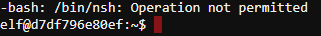 -bash: /bin/nsh: Operation not permitted
elf@d7df796e80ef:~$